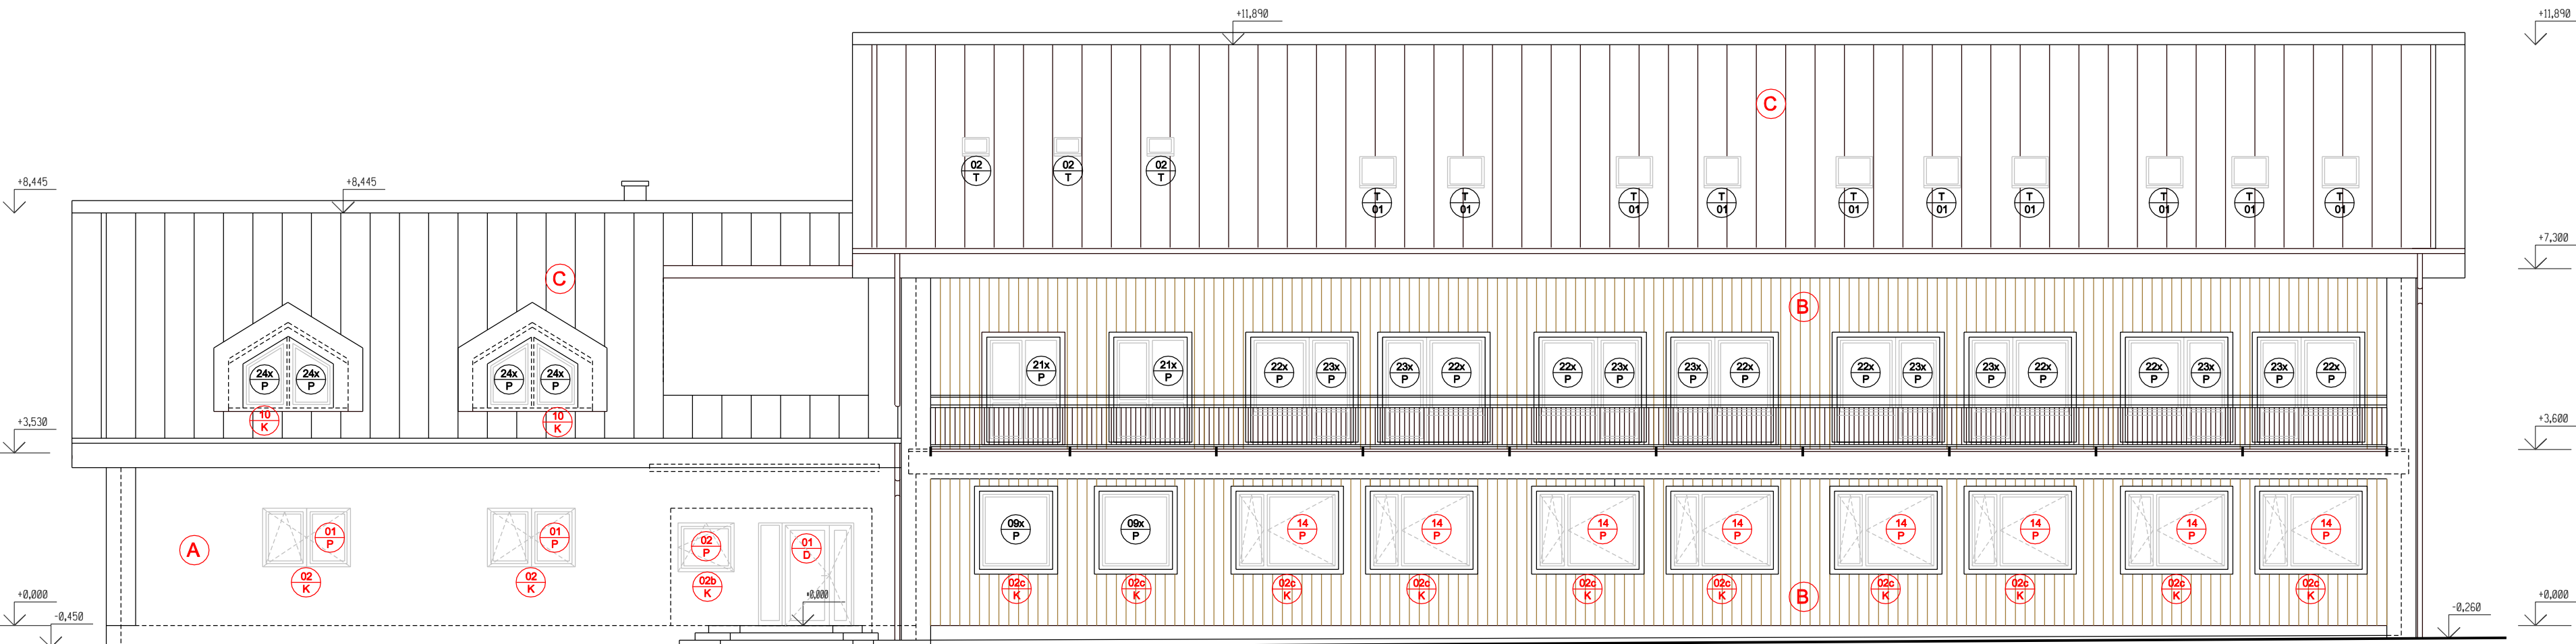 +11,890
+11,890
C
02
T
02
T
02
T
+8,445
+8,445
T
01
T
01
T
01
T
01
T
01
T
01
T
01
T
01
T
01
T
01
+7,300
C
B
24x
P
24x
P
24x
P
24x
P
21x
P
21x
P
22x
P
23x
P
23x
P
22x
P
22x
P
23x
P
23x
P
22x
P
22x
P
23x
P
23x
P
22x
P
22x
P
23x
P
23x
P
22x
P
10
K
10
K
+3,530
+3,600
A
01
P
01
P
02
P
01
D
09x
P
09x
P
14
P
14
P
14
P
14
P
14
P
14
P
14
P
14
P
02
K
02
K
02b
K
02c
K
02c
K
02c
K
02c
K
02c
K
02c
K
02c
K
02c
K
02c
K
02c
K
B
+0,000
+0,000
+0,000
-0,450
-0,260